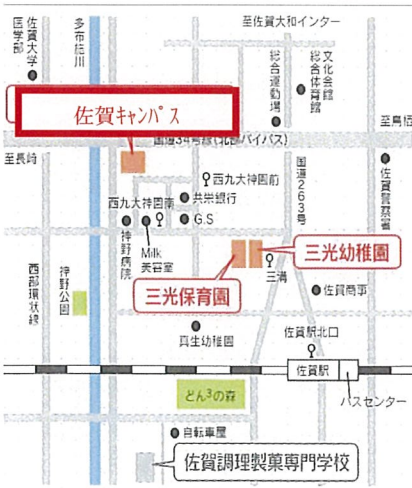 佐賀大学
医学部
多布施川
至佐賀大和インター
文化会館
総合体育館
総合運動場
佐賀キャンパス
国道34号線(北部バイパス)
至鳥栖
至長崎
国道263号
佐賀警察署
西九大神園前
西九大神園南
共栄銀行
G.S
神野病院
Milk
美容室
三光幼稚園
三光保育園
三溝
西部環状線
神野公園
佐賀商事
真生幼稚園
佐賀駅北口
佐賀駅
バスセンター
どん³の森
自転車屋
佐賀調理製菓専門学校